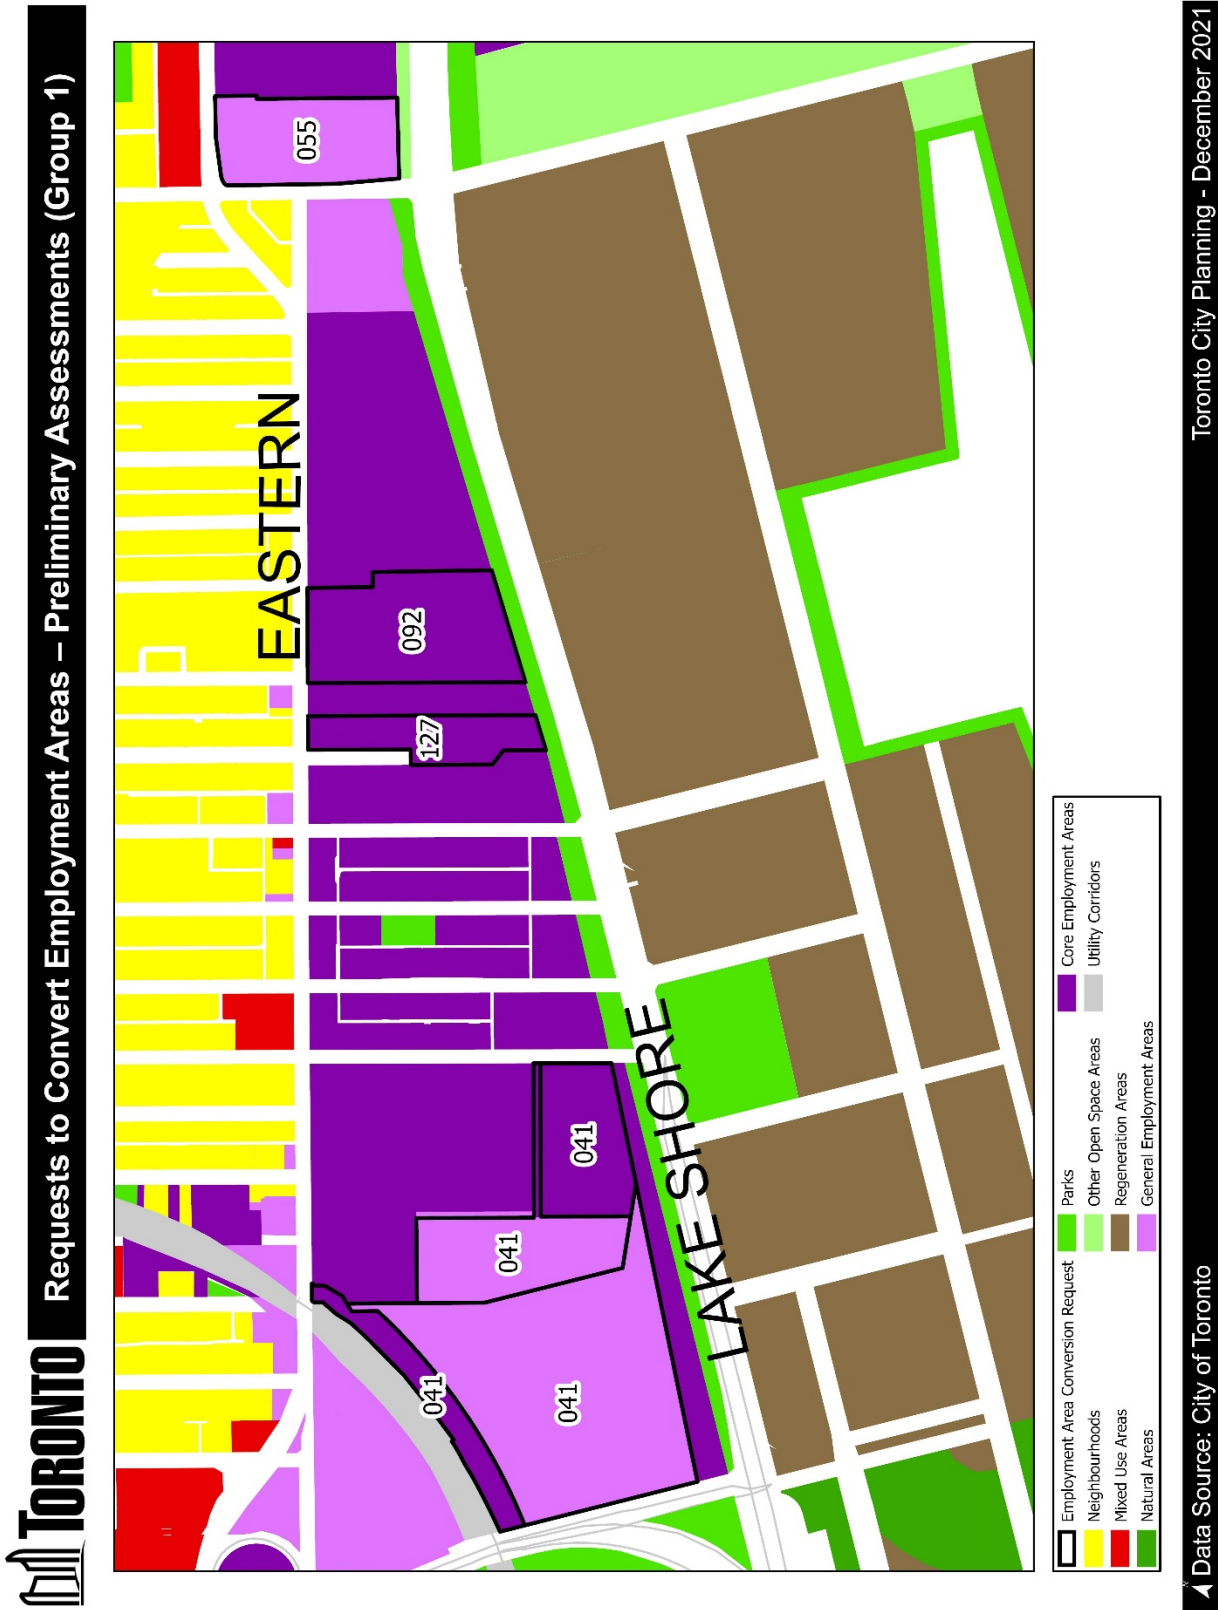 TORONTO
Requests to Convert Employment Areas – Preliminary Assessments (Group 1)
055
EASTERN
092
127
041
041
041
041
LAKE SHORE
Employment Area Conversion Request
Neighbourhoods
Mixed Use Areas
Natural Areas
Parks
Other Open Space Areas
Regeneration Areas
General Employment Areas
Core Employment Areas
Utility Corridors
Data Source: City of Toronto
Toronto City Planning - December 2021